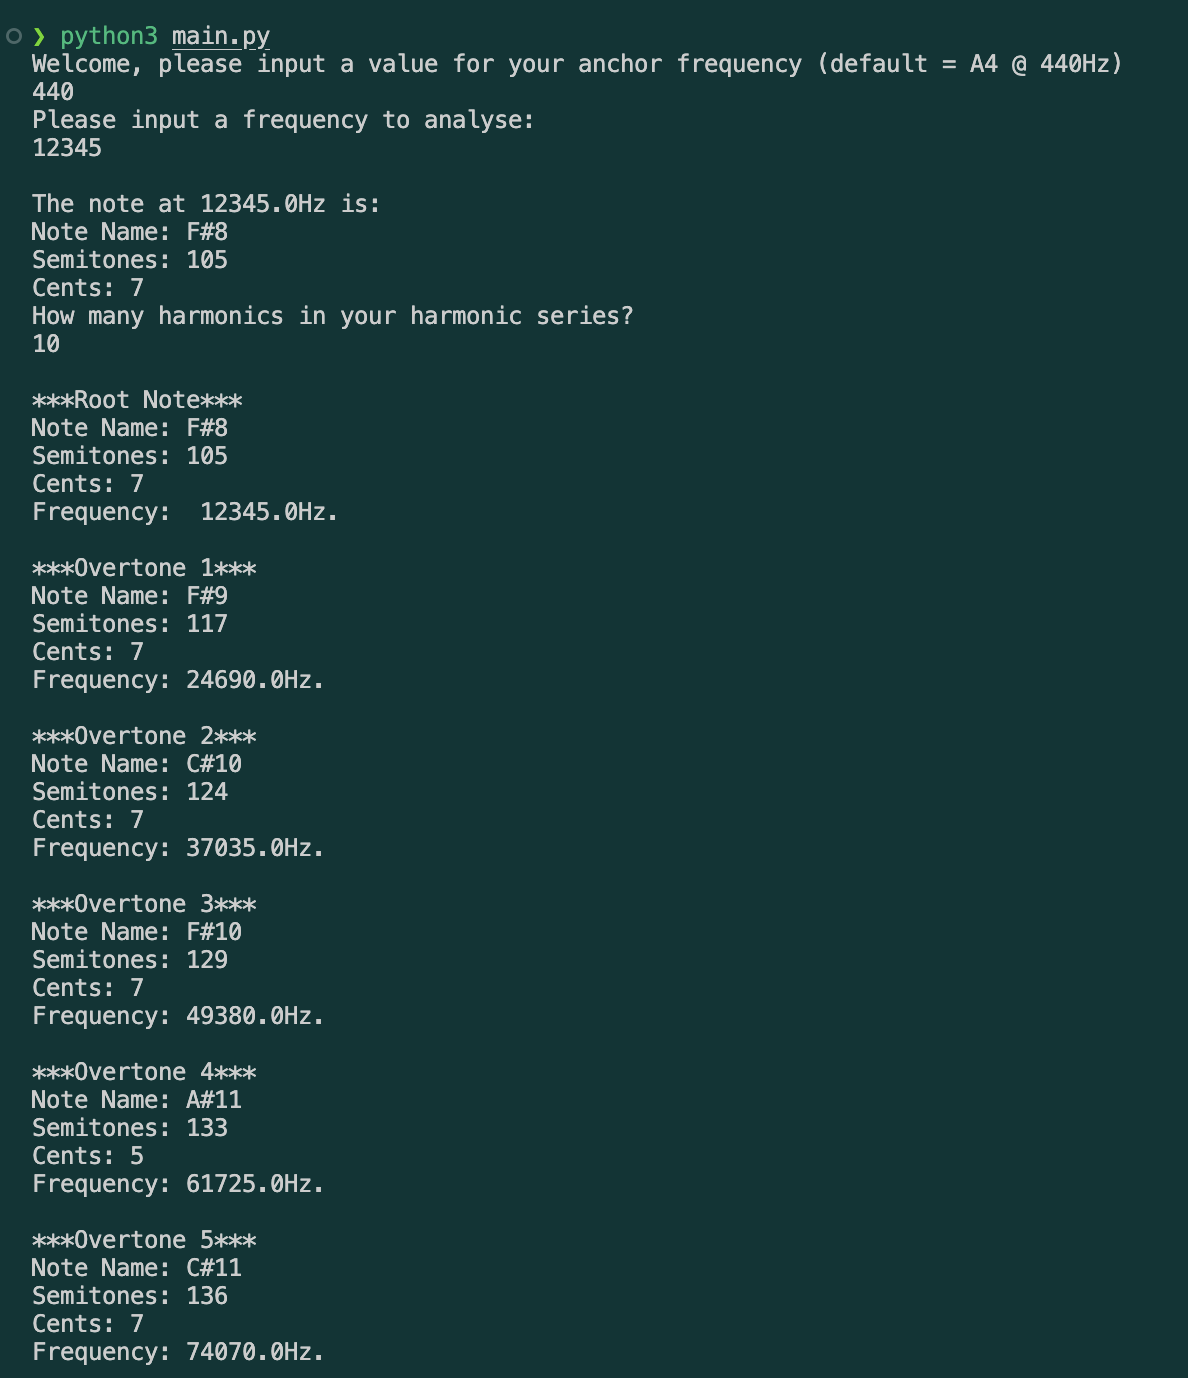 ❯ python3 main.py
Welcome, please input a value for your anchor frequency (default = A4 @ 440Hz)
440
Please input a frequency to analyse:
12345
The note at 12345.0Hz is:
Note Name: F#8
Semitones: 105
Cents: 7
How many harmonics in your harmonic series?
10
***Root Note***
Note Name: F#8
Semitones: 105
Cents: 7
Frequency:  12345.0Hz.
***Overtone 1***
Note Name: F#9
Semitones: 117
Cents: 7
Frequency: 24690.0Hz.
***Overtone 2***
Note Name: C#10
Semitones: 124
Cents: 7
Frequency: 37035.0Hz.
***Overtone 3***
Note Name: F#10
Semitones: 129
Cents: 7
Frequency: 49380.0Hz.
***Overtone 4***
Note Name: A#11
Semitones: 133
Cents: 5
Frequency: 61725.0Hz.
***Overtone 5***
Note Name: C#11
Semitones: 136
Cents: 7
Frequency: 74070.0Hz.